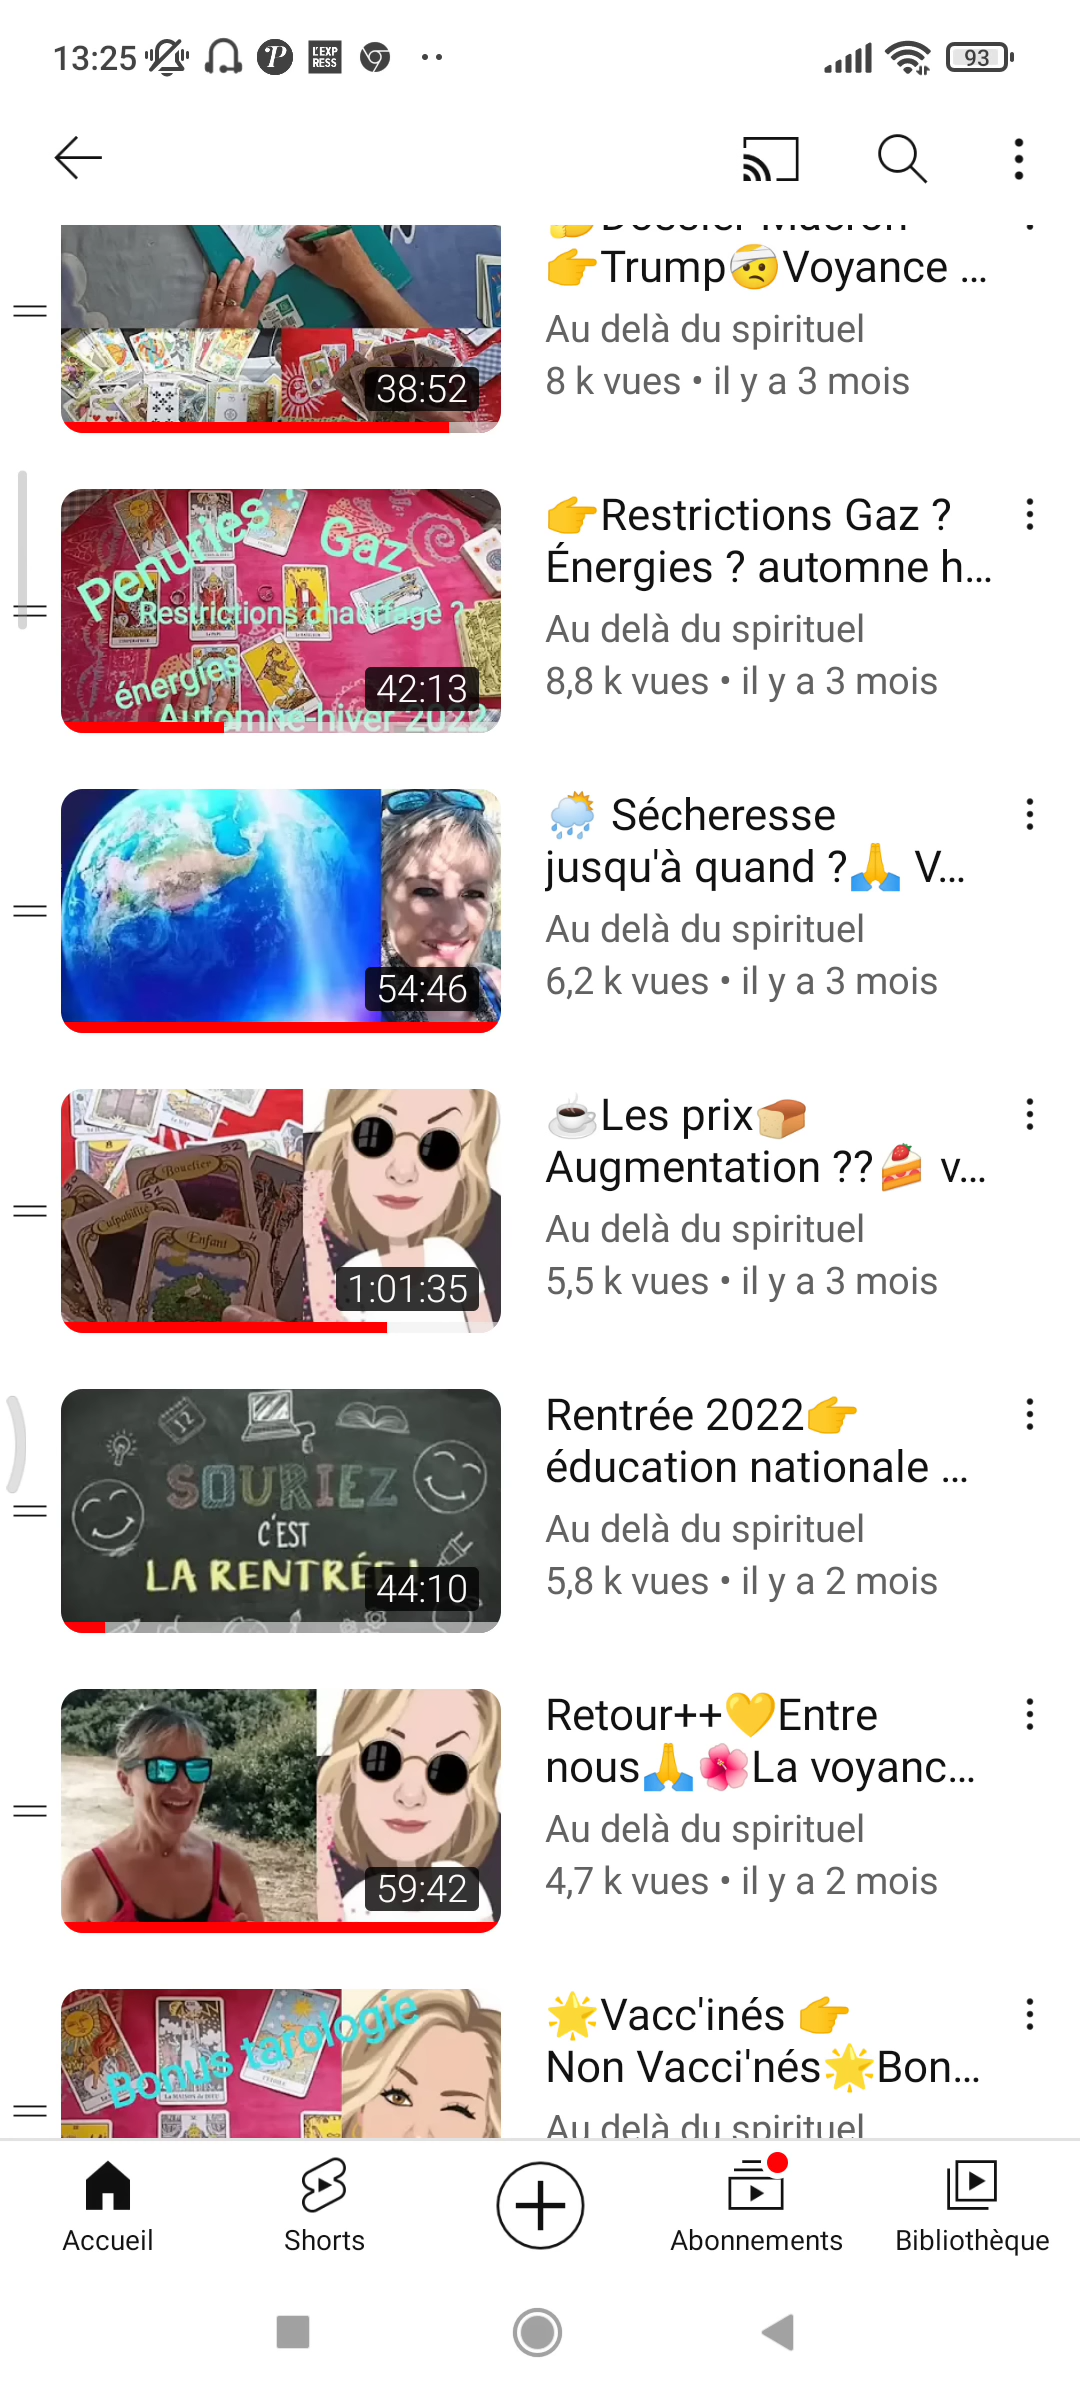 13:25
L'EXP
RESS
93
👉Trump🤕Voyance ...
Au delà du spirituel
8 k vues • il y a 3 mois
38:52
Penuries ?
Gaz
Restrictions chauffage ?
énergies
Automne-hiver 2022
42:13
👉Restrictions Gaz ?
Énergies ? automne h...
Au delà du spirituel
8,8 k vues • il y a 3 mois
54:46
🌦️ Sécheresse
jusqu'à quand ?🙏 V...
Au delà du spirituel
6,2 k vues • il y a 3 mois
Bouclier
32
51
Culpabilité
Enfant
1:01:35
☕Les prix🍞
Augmentation ??🍰 v...
Au delà du spirituel
5,5 k vues • il y a 3 mois
12
SOURIEZ
C'EST
LA RENTRÉE !
44:10
Rentrée 2022👉
éducation nationale ...
Au delà du spirituel
5,8 k vues • il y a 2 mois
59:42
Retour++💛Entre
nous🙏🌺La voyanc...
Au delà du spirituel
4,7 k vues • il y a 2 mois
Bonus tarologie
🌟Vacc'inés 👉
Non Vacci'nés🌟Bon...
Au delà du spirituel
Accueil
Shorts
Abonnements
Bibliothèque